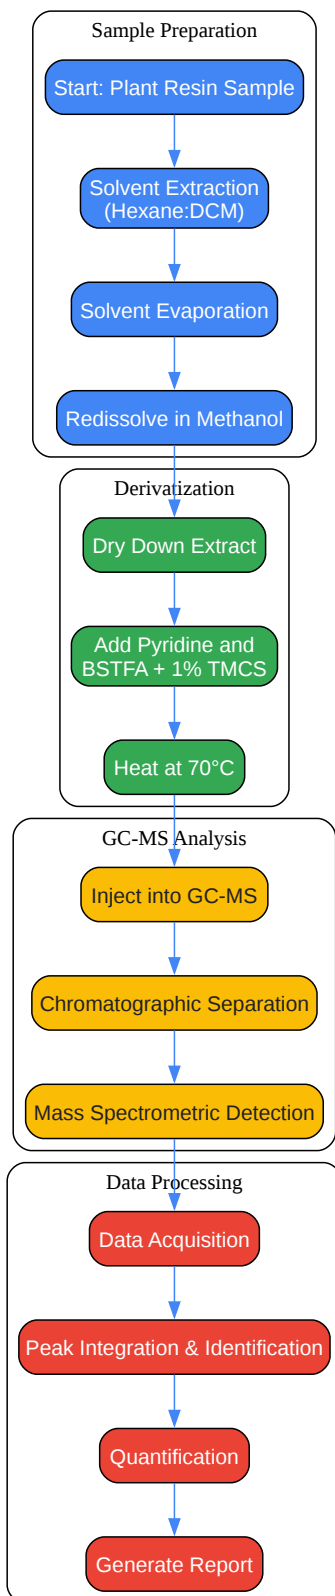 Sample Preparation
Start: Plant Resin Sample
Solvent Extraction
(Hexane:DCM)
Solvent Evaporation
Redissolve in Methanol
Derivatization
Dry Down Extract
Add Pyridine and
BSTFA + 1% TMCS
Heat at 70°C
GC-MS Analysis
Inject into GC-MS
Chromatographic Separation
Mass Spectrometric Detection
Data Processing
Data Acquisition
Peak Integration & Identification
Quantification
Generate Report